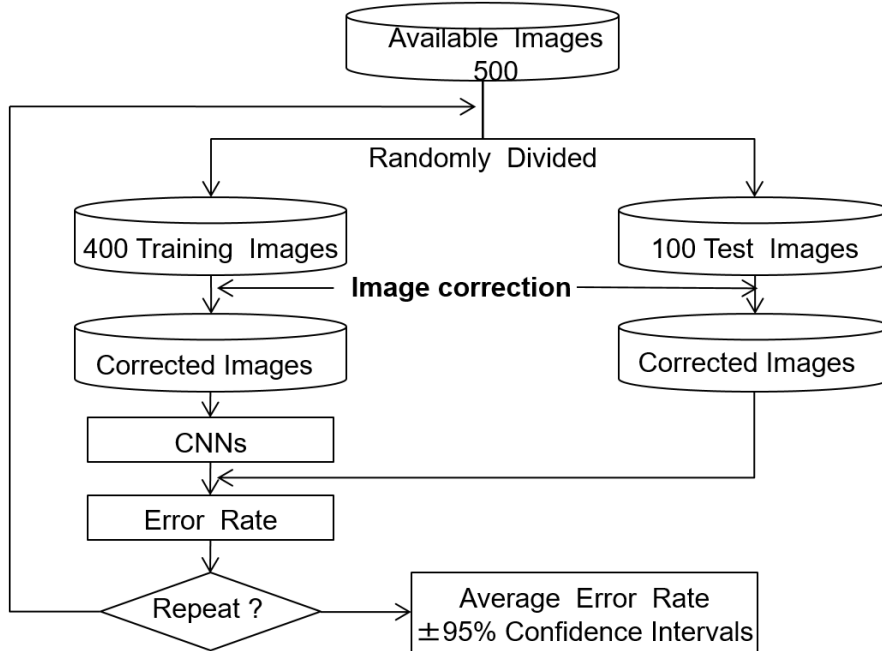 Available Images
500
Randomly Divided
400 Training Images
100 Test Images
Image correction
Corrected Images
Corrected Images
CNNs
Error Rate
Repeat ?
Average Error Rate
±95% Confidence Intervals